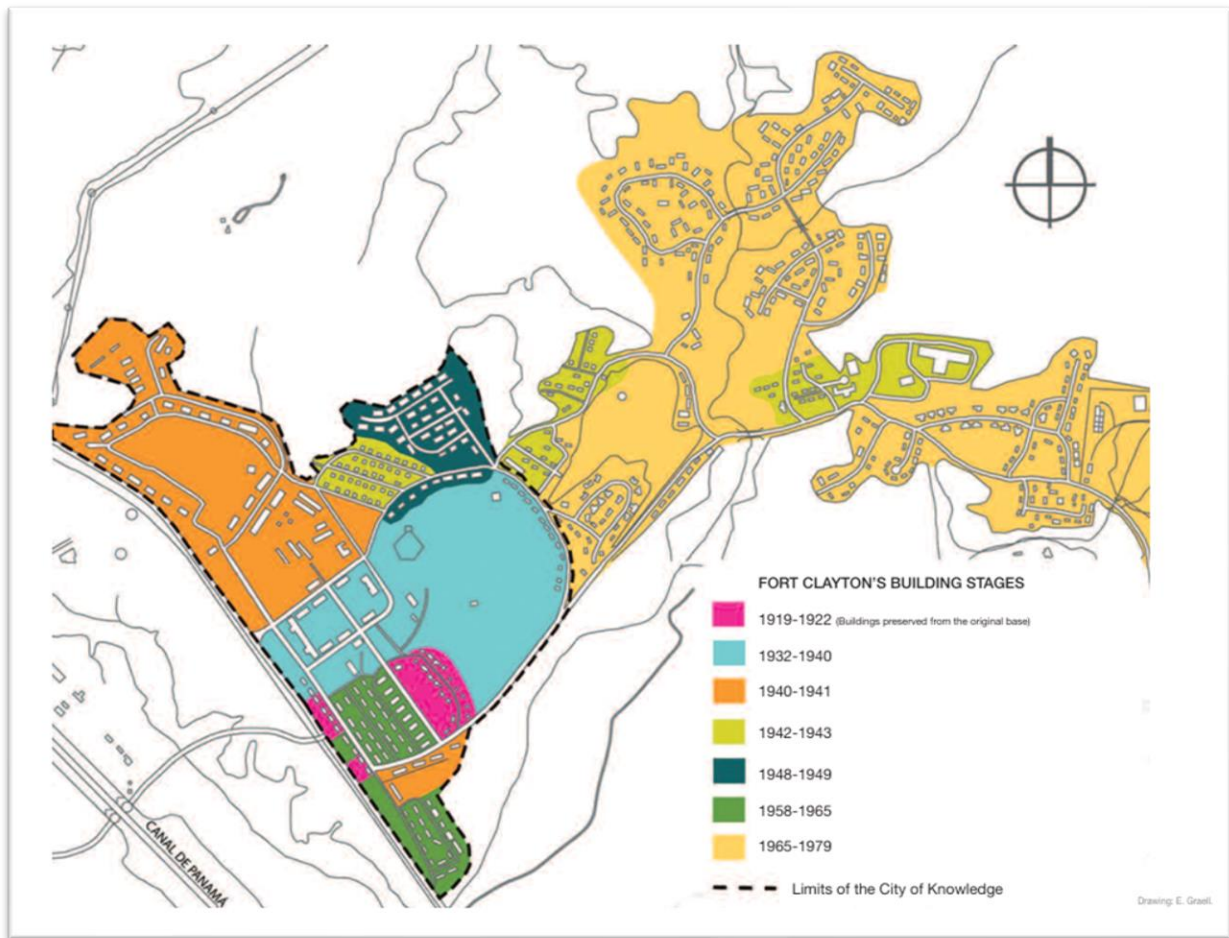 CANAL DE PANAMÁ
FORT CLAYTON'S BUILDING STAGES
1919-1922 (Buildings preserved from the original base)
1932-1940
1940-1941
1942-1943
1948-1949
1958-1965
1965-1979
Limits of the City of Knowledge
Drawing: E. Graell.